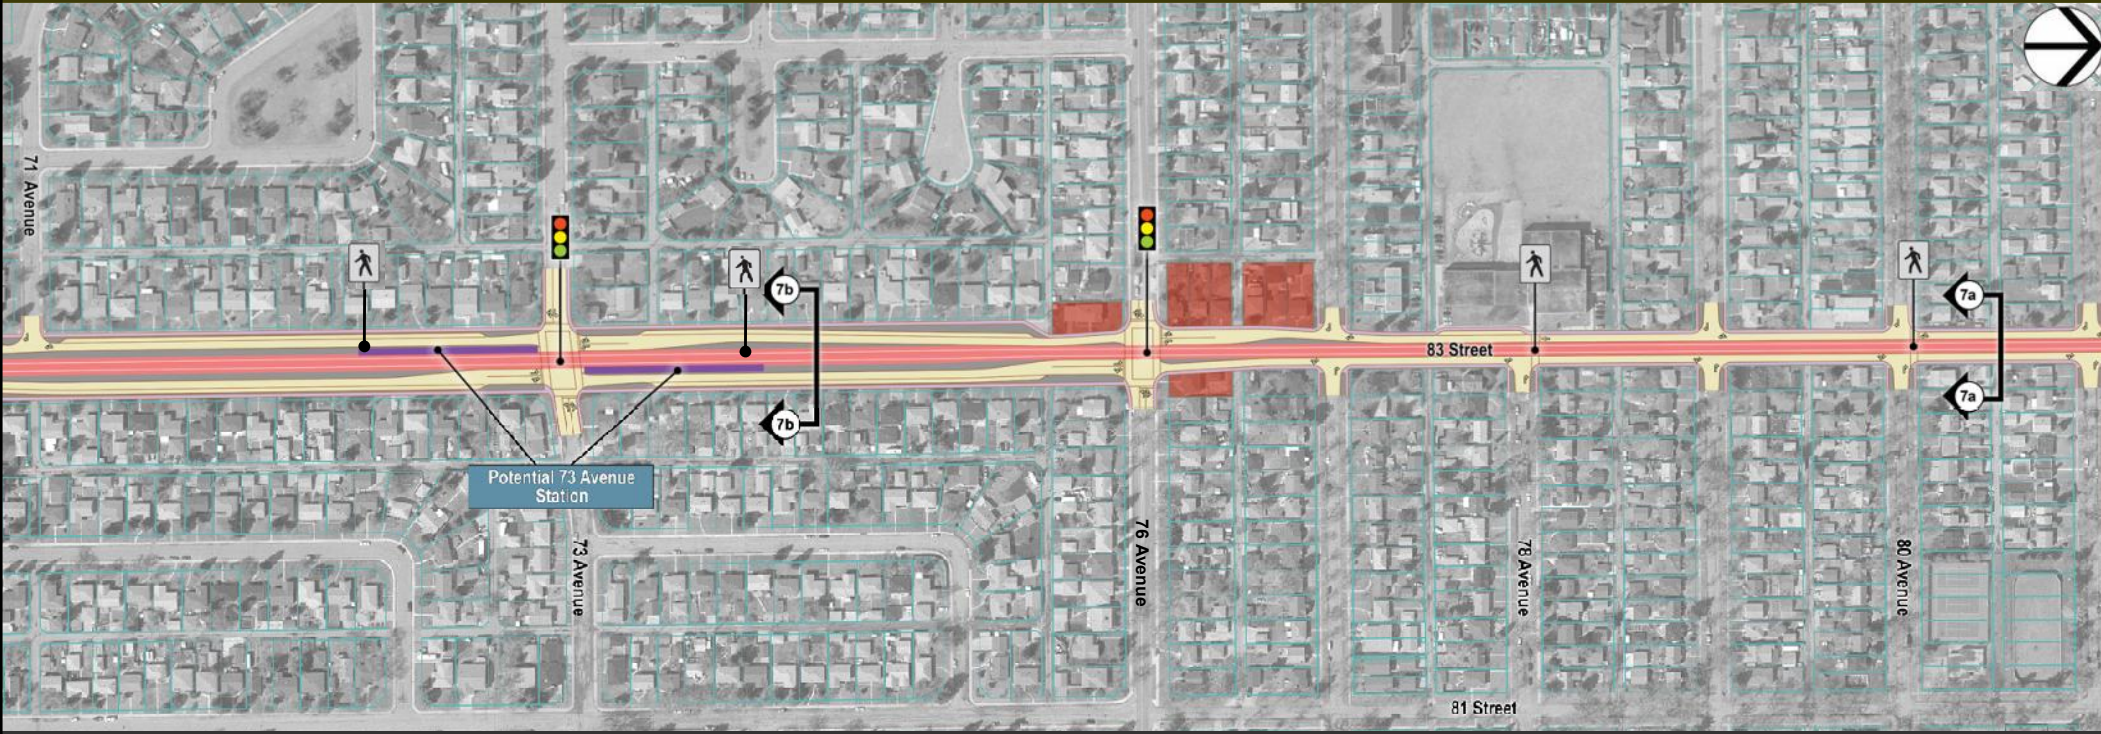 71 Avenue
7b
7b
Potential 73 Avenue
Station
73 Avenue
76 Avenue
83 Street
78 Avenue
80 Avenue
7a
7a
81 Street